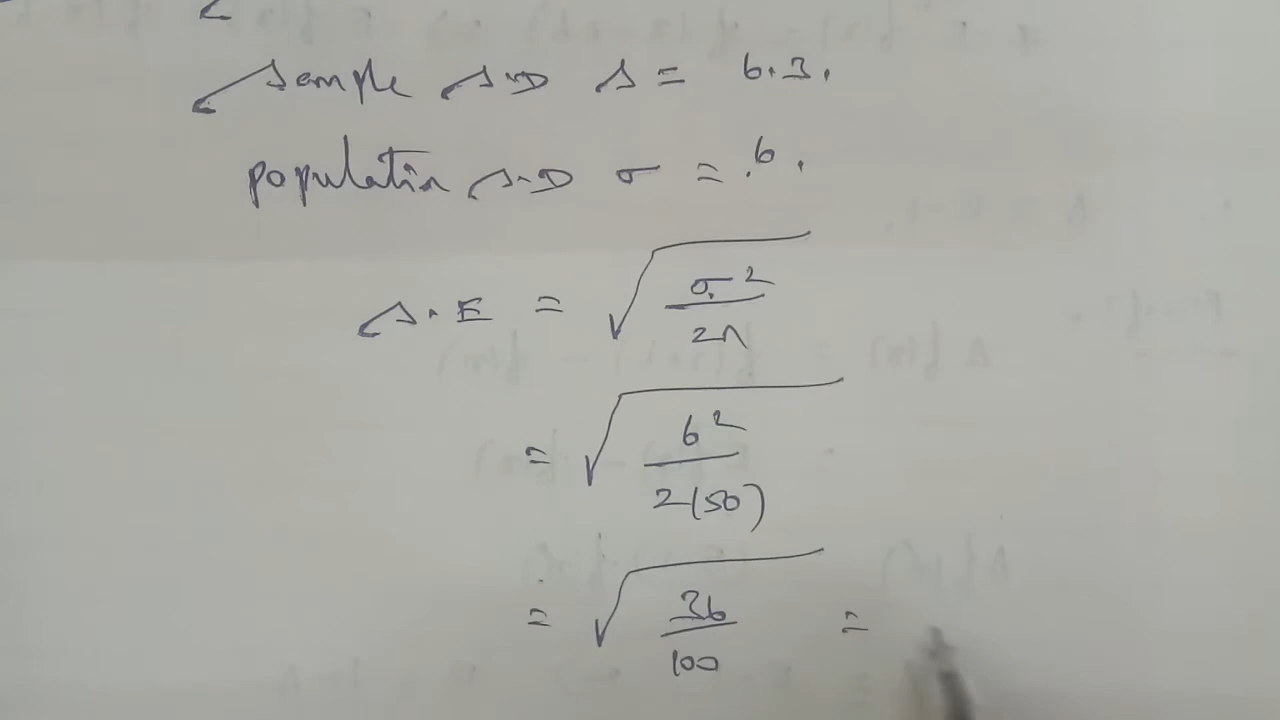 Sample S.D s = 6.3.
population S.D σ = 6.
S.E = √(σ²/2n)
= √(6²/2(50))
= √(36/100) =